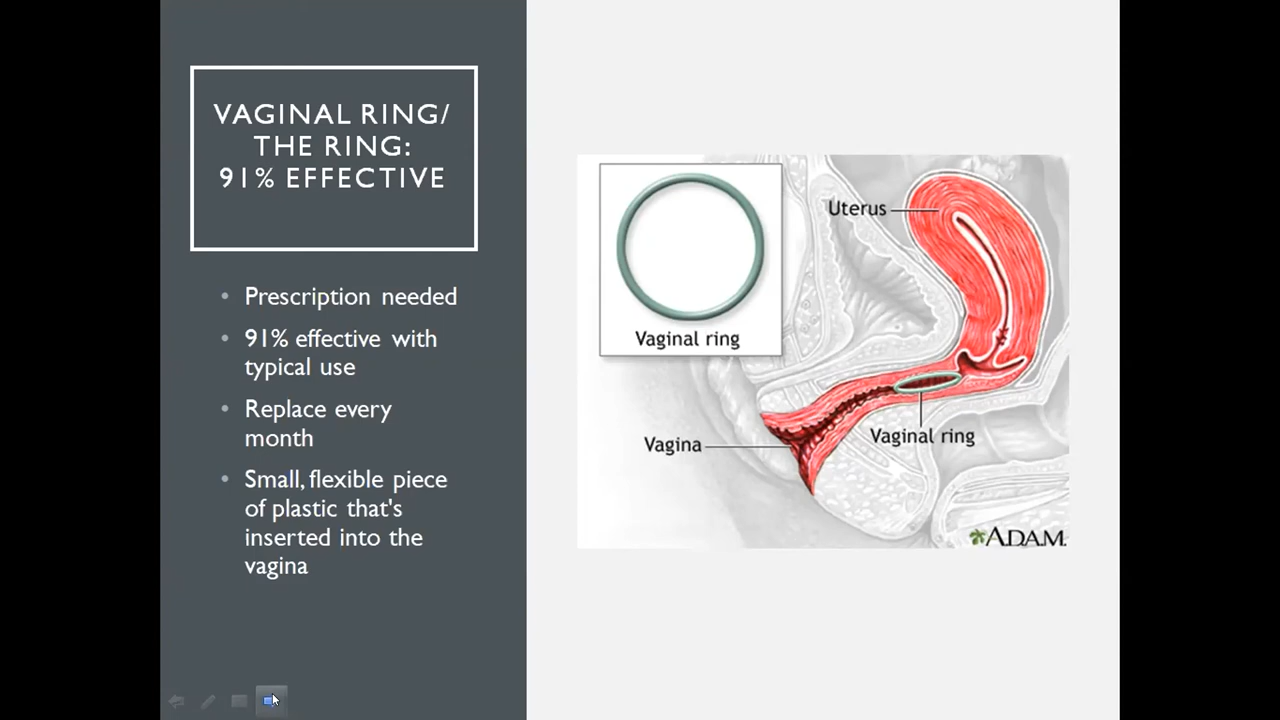 VAGINAL RING/
THE RING:
91% EFFECTIVE
• Prescription needed
• 91% effective with
typical use
• Replace every
month
• Small, flexible piece
of plastic that's
inserted into the
vagina
Vaginal ring
Uterus
Vaginal ring
Vagina
ADAM.